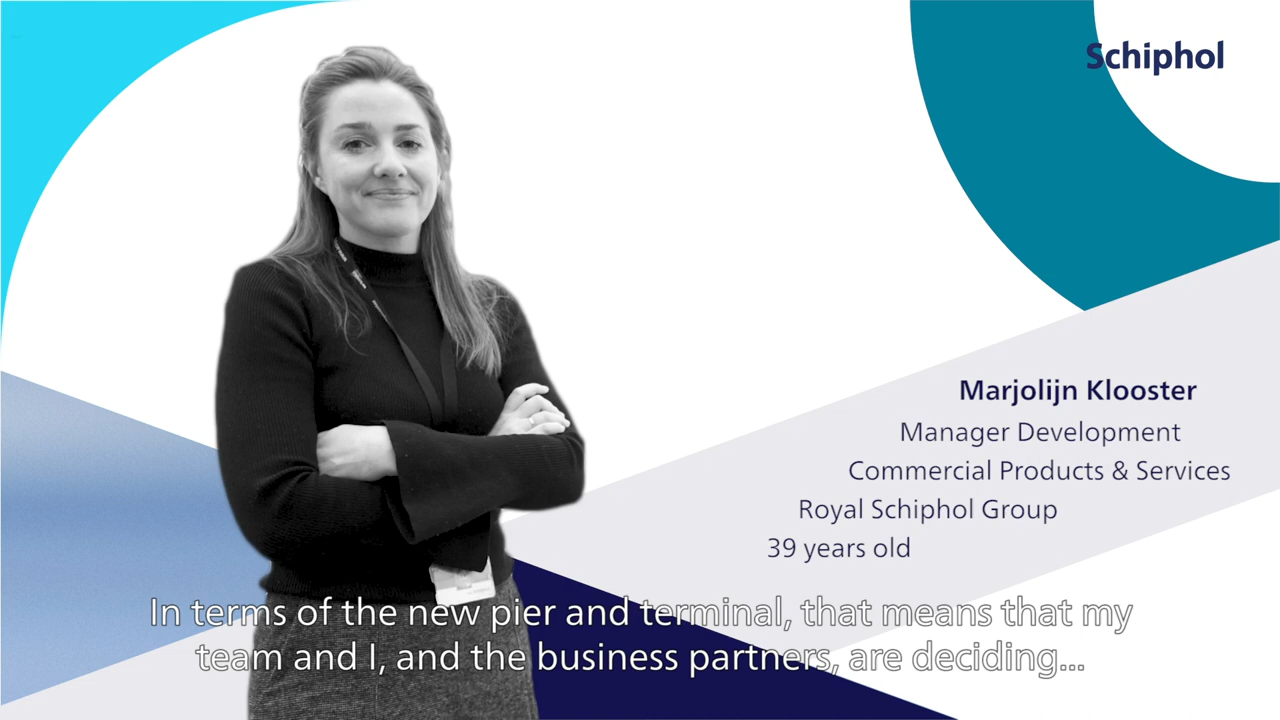 Schiphol
Marjolijn Klooster
Manager Development
Commercial Products & Services
Royal Schiphol Group
39 years old
In terms of the new pier and terminal, that means that my
team and I, and the business partners, are deciding...